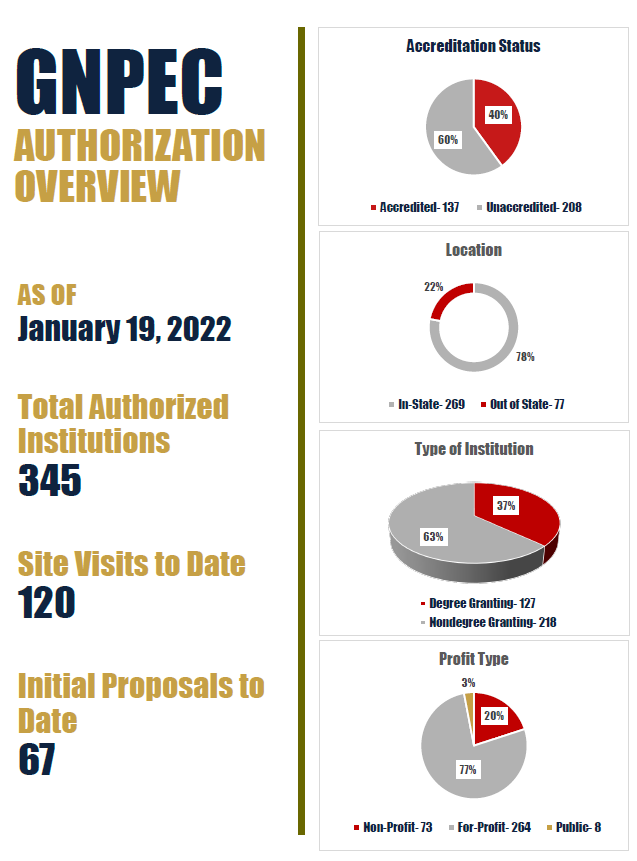 GNPEC
AUTHORIZATION
OVERVIEW
AS OF
January 19, 2022
Total Authorized
Institutions
345
Site Visits to Date
120
Initial Proposals to
Date
67
Accreditation Status
40%
60%
Accredited- 137 Unaccredited- 208
Location
22%
78%
In-State- 269 Out of State- 77
Type of Institution
37%
63%
Degree Granting- 127
Nondegree Granting- 218
Profit Type
3%
20%
77%
Non-Profit- 73 For-Profit- 264 Public- 8